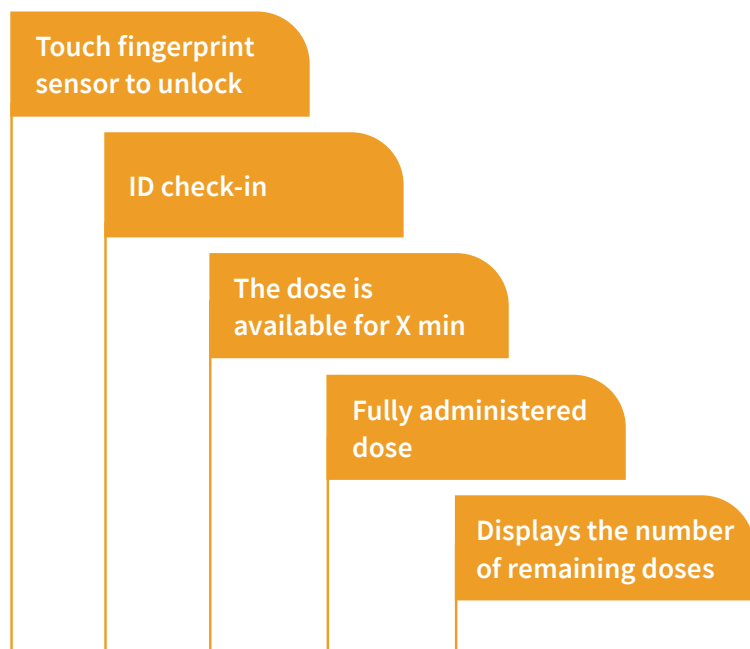 Touch fingerprint
sensor to unlock
ID check-in
The dose is
available for X min
Fully administered
dose
Displays the number
of remaining doses